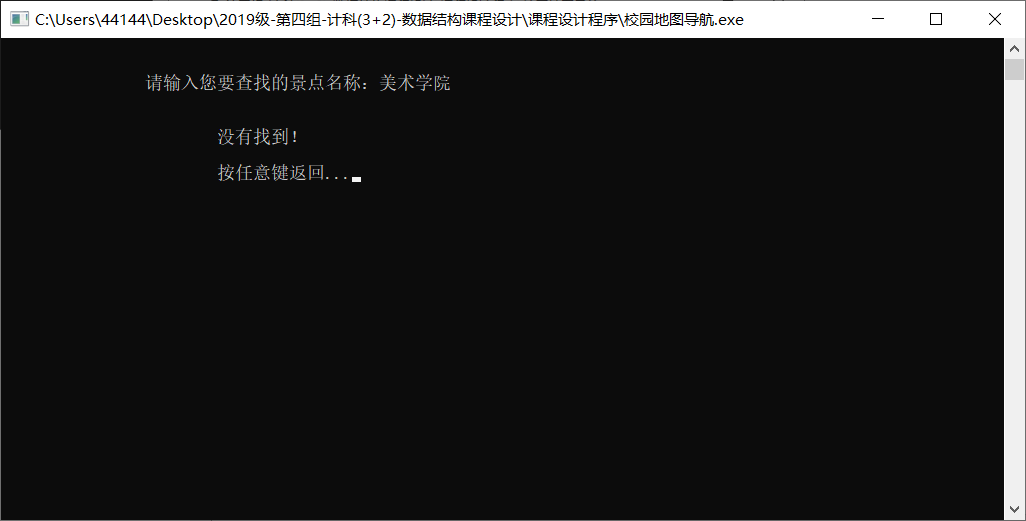 C:\Users\44144\Desktop\2019级-第四组-计科(3+2)-数据结构课程设计\课程设计程序\校园地图导航.exe
请输入您要查找的景点名称：美术学院
没有找到！
按任意键返回...